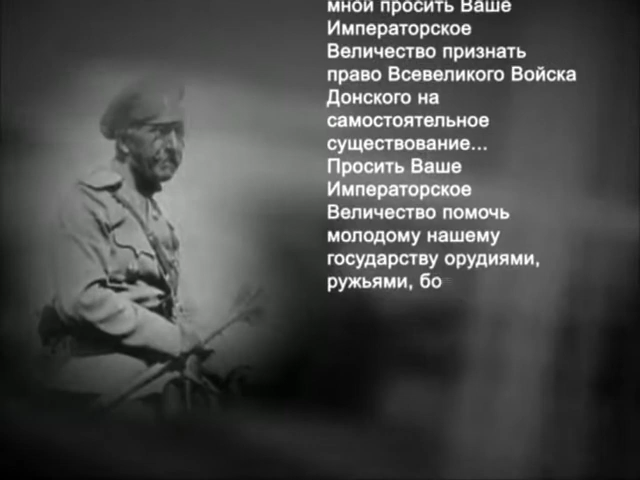 мной просить Ваше
Императорское
Величество признать
право Всевеликого Войска
Донского на
самостоятельное
существование...
Просить Ваше
Императорское
Величество помочь
молодому нашему
государству орудиями,
ружьями, бо